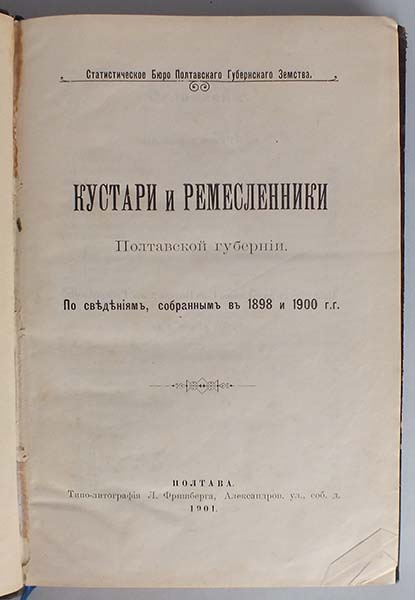 Статистическое Бюро Полтавскаго Губернскаго Земства.
КУСТАРИ и РЕМЕСЛЕННИКИ
Полтавской губерніи.
По свѣдѣніямъ, собраннымъ въ 1898 и 1900 г.г.
ПОЛТАВА.
Типо-литографія Л. Фришберга, Александров. ул., соб. д.
1901.